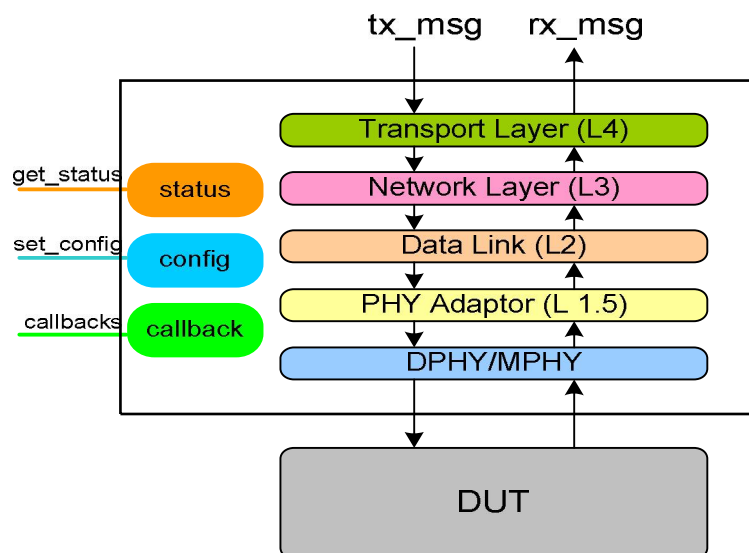 tx_msg rx_msg
Transport Layer (L4)
get_status
status
Network Layer (L3)
set_config
config
Data Link (L2)
callbacks
callback
PHY Adaptor (L 1.5)
DPHY/MPHY
DUT